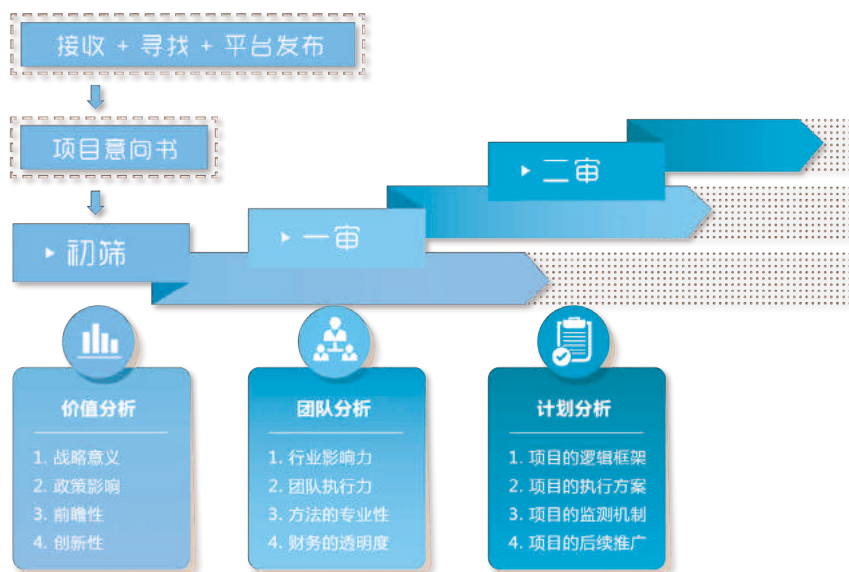 接收 + 寻找 + 平台发布
项目意向书
初筛
一审
二审
价值分析
1. 战略意义
2. 政策影响
3. 前瞻性
4. 创新性
团队分析
1. 行业影响力
2. 团队执行力
3. 方法的专业性
4. 财务的透明度
计划分析
1. 项目的逻辑框架
2. 项目的执行方案
3. 项目的监测机制
4. 项目的后续推广